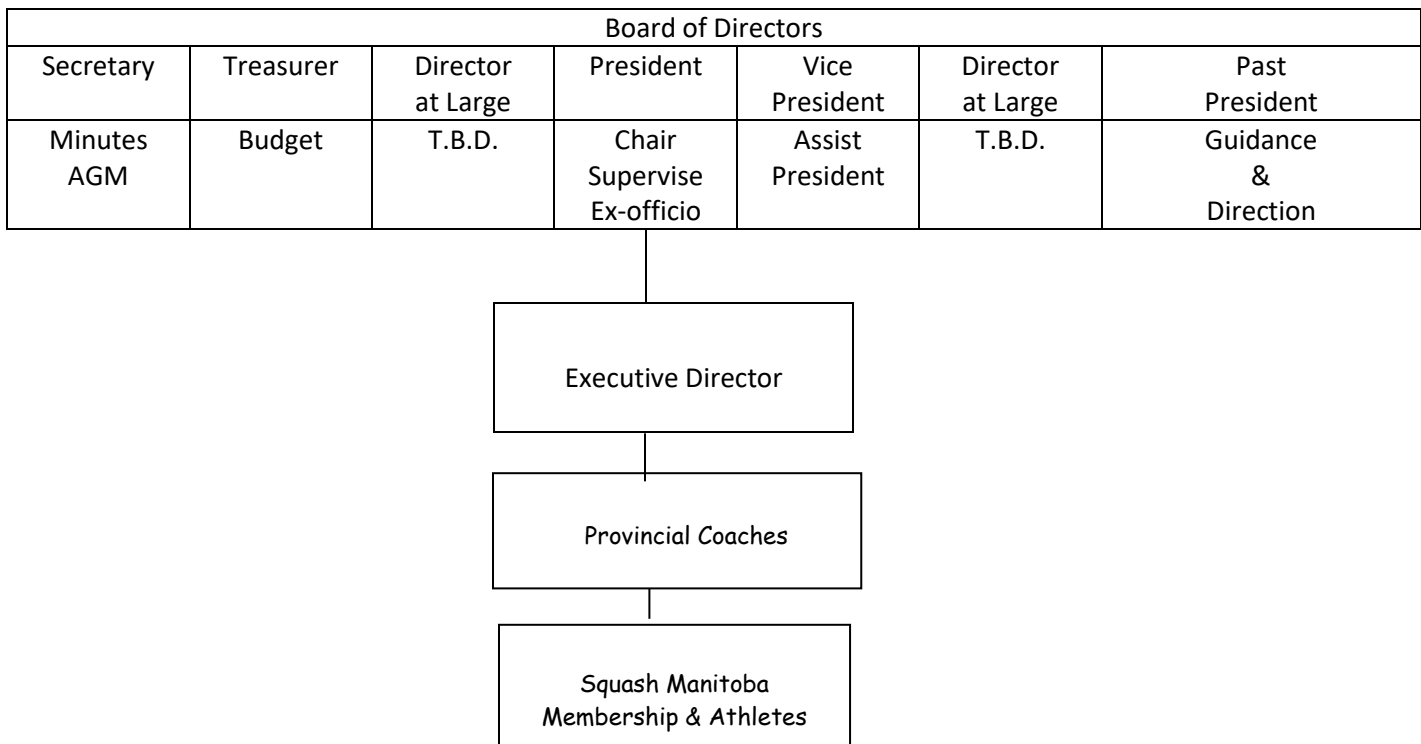 Board of Directors
Secretary Treasurer Director at Large President Vice President Director at Large Past President
Minutes AGM Budget T.B.D. Chair Supervise Ex-officio Assist President T.B.D. Guidance & Direction
Executive Director
Provincial Coaches
Squash Manitoba
Membership & Athletes